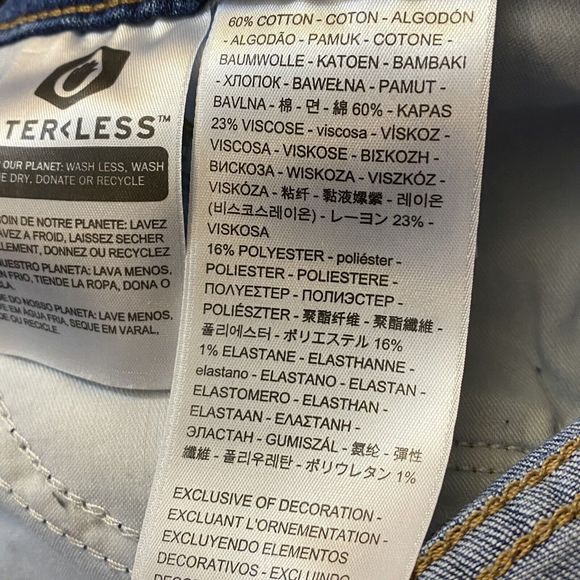 TER<LESS™
OUR PLANET: WASH LESS, WASH
DRY, DONATE OR RECYCLE
SOIN DE NOTRE PLANETE: LAVEZ
LAVEZ A FROID, LAISSEZ SECHER
DONNEZ OU RECYCLEZ
NUESTRO PLANETA: LAVA MENOS.
EN FRIO, TIENDE LA ROPA, DONA O
DO NOSSO PLANETA: LAVE MENOS.
EM AGUA FRIA, SEQUE EM VARAL,
OU RECICLE.
60% COTTON - COTON - ALGODÓN
- ALGODÃO - PAMUK - COTONE -
BAUMWOLLE - KATOEN - BAMBAKI
- ХЛОПОК - BAWEŁNA - PAMUT -
BAVLNA - 棉 - 면 - 綿 60% - KAPAS
23% VISCOSE - viscosa - VİSKOZ -
VISCOSA - VISKOSE - ΒΙΣΚΟΖΗ -
ВИСКОЗА - WISKOZA - VISZKÓZ -
VISKÓZA - 粘纤 - 黏液嫘縈 - 레이온
(비스코스레이온) - レーヨン 23% -
VISKOSA
16% POLYESTER - poliéster -
POLIESTER - POLIESTERE -
ΠΟΛΥΕΣΤΕΡ - ПОЛИЭСТЕР -
POLIÉSZTER - 聚酯纤维 - 聚酯纖維 -
폴리에스터 - ポリエステル 16%
1% ELASTANE - ELASTHANNE -
elastano - ELASTANO - ELASTAN -
ELASTOMERO - ELASTHAN -
ELASTAAN - ΕΛΑΣΤΑΝΗ -
ЭЛАСТАН - GUMISZÁL - 氨纶 - 彈性
纖維 - 폴리우레탄 - ポリウレタン 1%
EXCLUSIVE OF DECORATION -
EXCLUANT L'ORNEMENTATION -
EXCLUYENDO ELEMENTOS
DECORATIVOS - EXCLUINDO